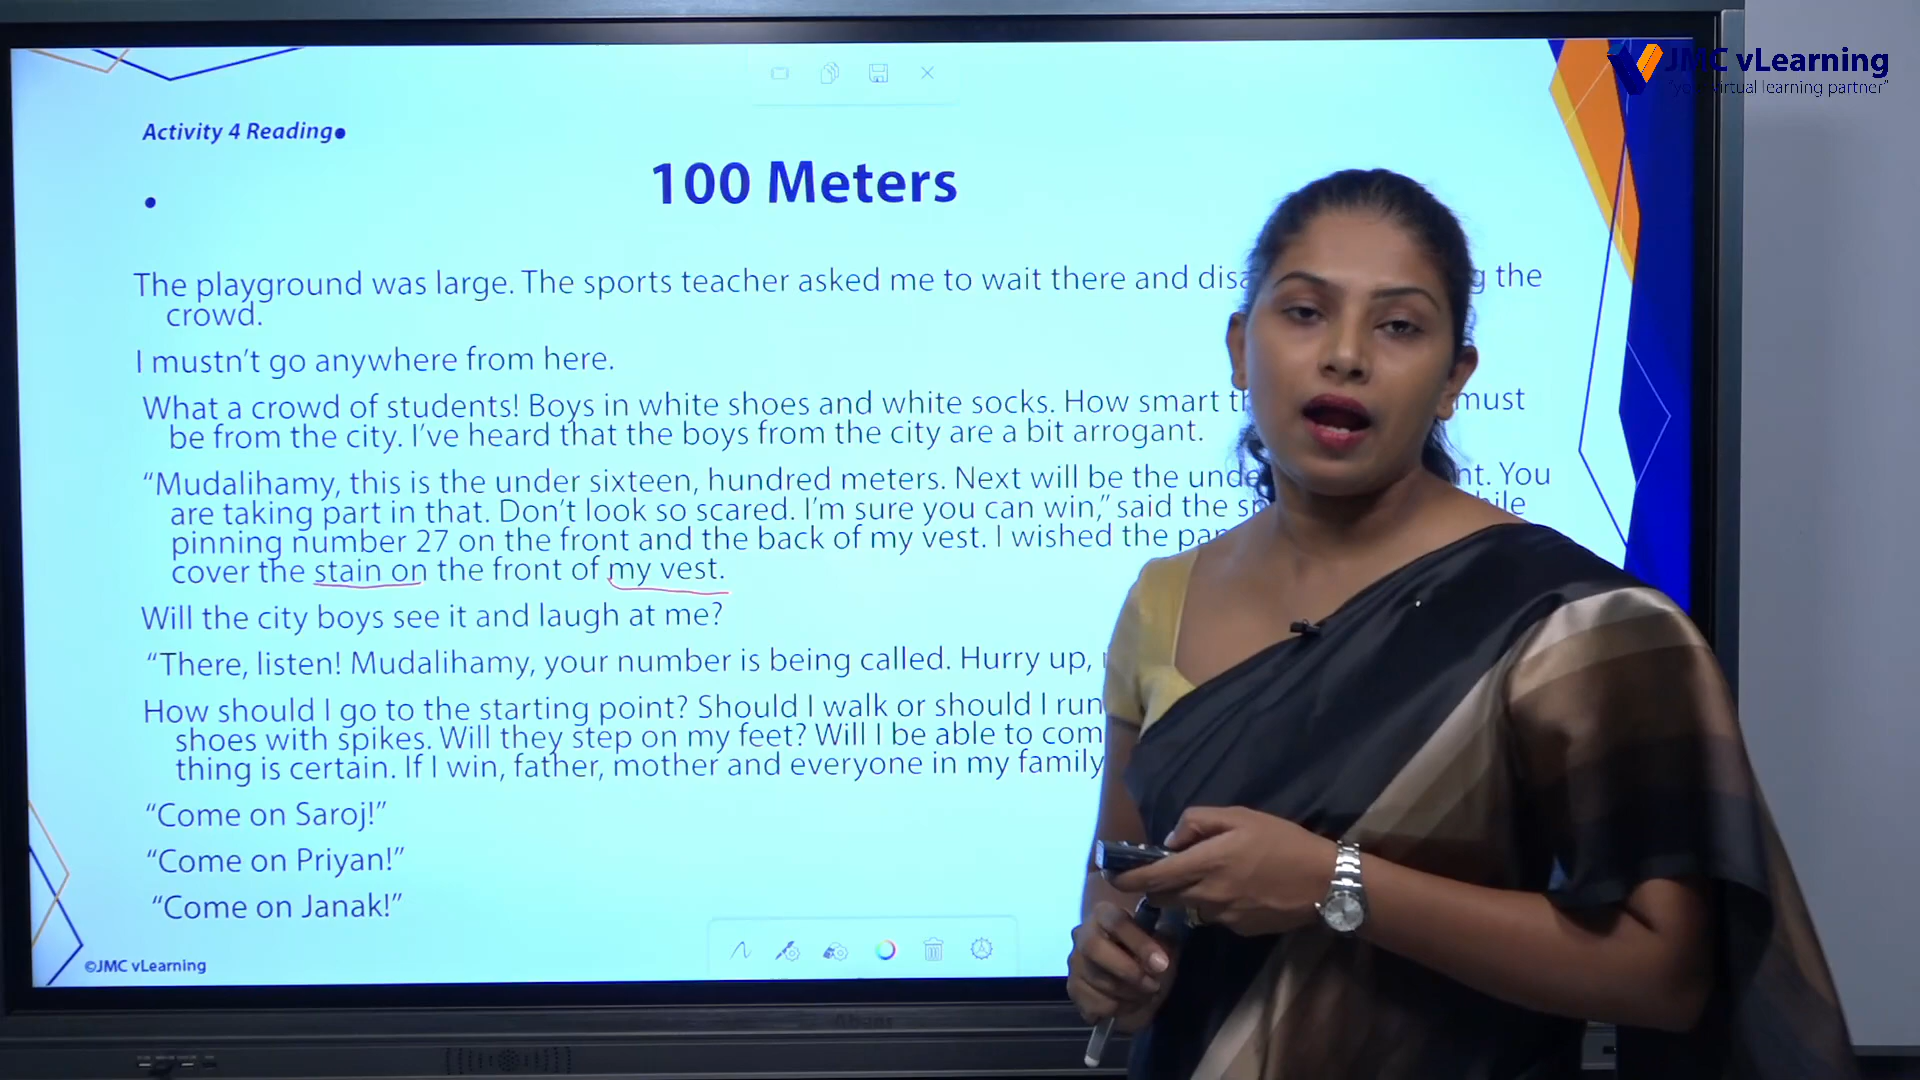 JMC vLearning
"your virtual learning partner"
Activity 4 Reading•
•
100 Meters
The playground was large. The sports teacher asked me to wait there and the
crowd.
I mustn't go anywhere from here.
What a crowd of students! Boys in white shoes and white socks. How smart must
be from the city. I've heard that the boys from the city are a bit arrogant.
“Mudalihamy, this is the under sixteen, hundred meters. Next will be the You
are taking part in that. Don't look so scared. I'm sure you can win,” said the
pinning number 27 on the front and the back of my vest. I wished the
cover the stain on the front of my vest.
Will the city boys see it and laugh at me?
“There, listen! Mudalihamy, your number is being called. Hurry up,
How should I go to the starting point? Should I walk or should I run
shoes with spikes. Will they step on my feet? Will I be able to
thing is certain. If I win, father, mother and everyone in my family
“Come on Saroj!”
“Come on Priyan!”
“Come on Janak!”
©JMC vLearning